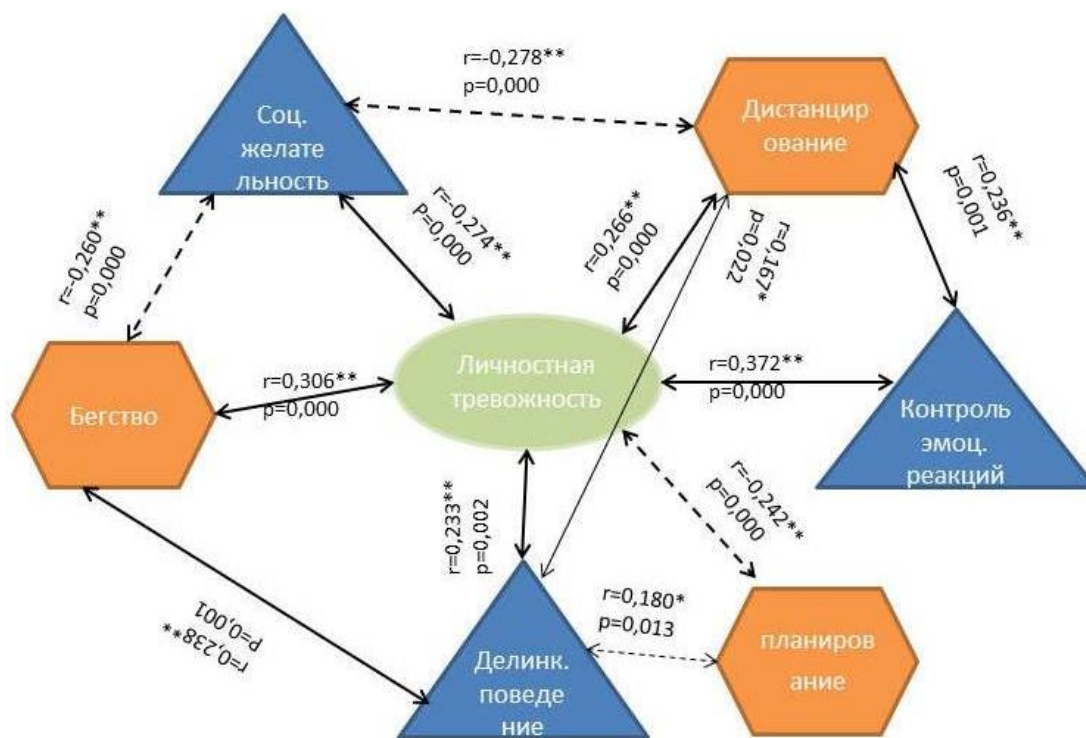 r=-0,278**
p=0,000
Соц.
желате
льность
Дистанцир
ование
r=-0,260**
p=0,000
r=-0,274**
P=0,000
r=0,266**
p=0,000
r=0,167*
p=0,022
r=0,236**
p=0,001
Личностная
тревожность
r=0,306**
p=0,000
r=0,372**
p=0,000
Бегство
Контроль
эмоц.
реакций
r=0,233**
p=0,002
r=-0,242**
p=0,000
r=0,238**
P=0,001
r=0,180*
p=0,013
Делинк.
поведе
ние
планиров
ание